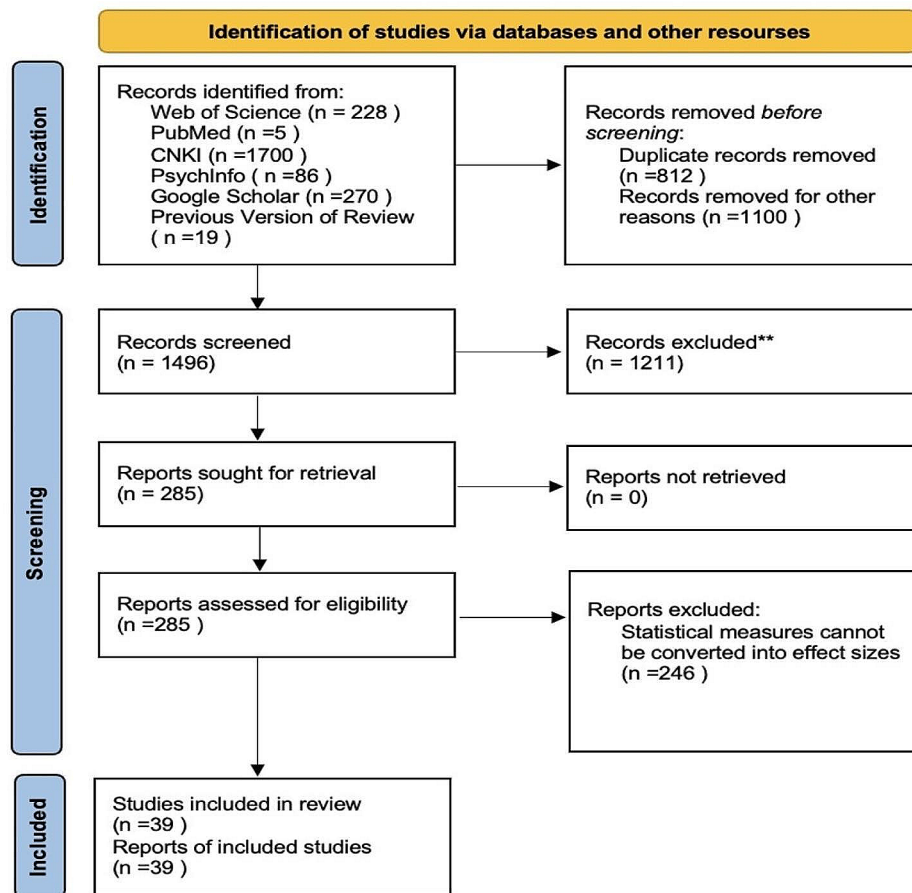 Identification of studies via databases and other resourses
Identification
Records identified from:
Web of Science (n = 228 )
PubMed (n =5 )
CNKI (n =1700 )
PsychInfo ( n =86 )
Google Scholar (n =270 )
Previous Version of Review
( n =19 )
Records removed before
screening:
Duplicate records removed
(n =812 )
Records removed for other
reasons (n =1100 )
Screening
Records screened
(n = 1496)
Records excluded**
(n = 1211)
Reports sought for retrieval
(n = 285)
Reports not retrieved
(n = 0)
Reports assessed for eligibility
(n =285 )
Reports excluded:
Statistical measures cannot
be converted into effect sizes
(n =246 )
Included
Studies included in review
(n =39 )
Reports of included studies
(n =39 )